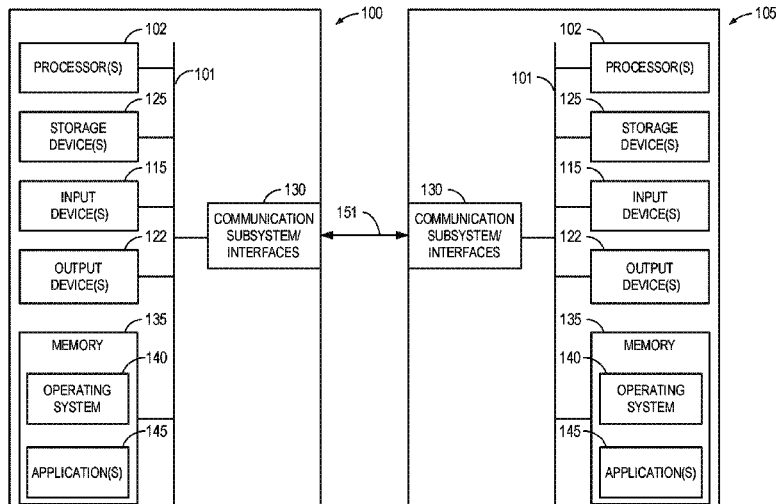 100
102
PROCESSOR(S)
101
125
STORAGE
DEVICE(S)
115
INPUT
DEVICE(S)
130
COMMUNICATION
SUBSYSTEM/
INTERFACES
122
OUTPUT
DEVICE(S)
135
MEMORY
140
OPERATING
SYSTEM
145
APPLICATION(S)
151
105
102
PROCESSOR(S)
101
125
STORAGE
DEVICE(S)
115
INPUT
DEVICE(S)
130
COMMUNICATION
SUBSYSTEM/
INTERFACES
122
OUTPUT
DEVICE(S)
135
MEMORY
140
OPERATING
SYSTEM
145
APPLICATION(S)